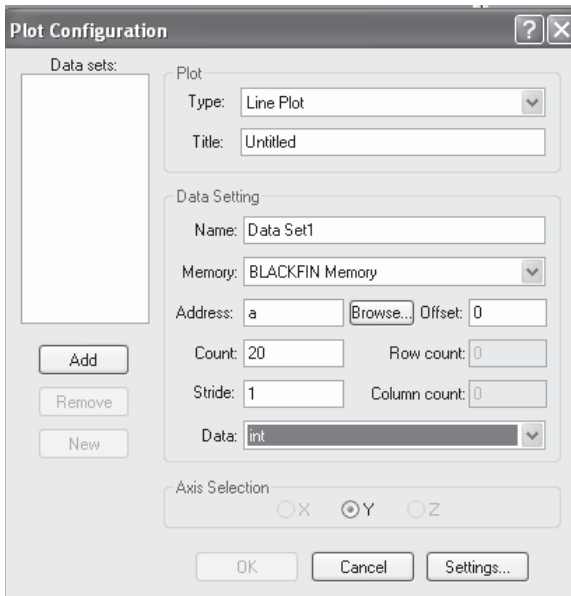 Plot Configuration
Data sets:
Plot
Type: Line Plot
Title: Untitled
Data Setting
Name: Data Set1
Memory: BLACKFIN Memory
Address: a Browse... Offset: 0
Count: 20 Row count: 0
Stride: 1 Column count: 0
Data: int
Add
Remove
New
Axis Selection
X Y Z
OK Cancel Settings...